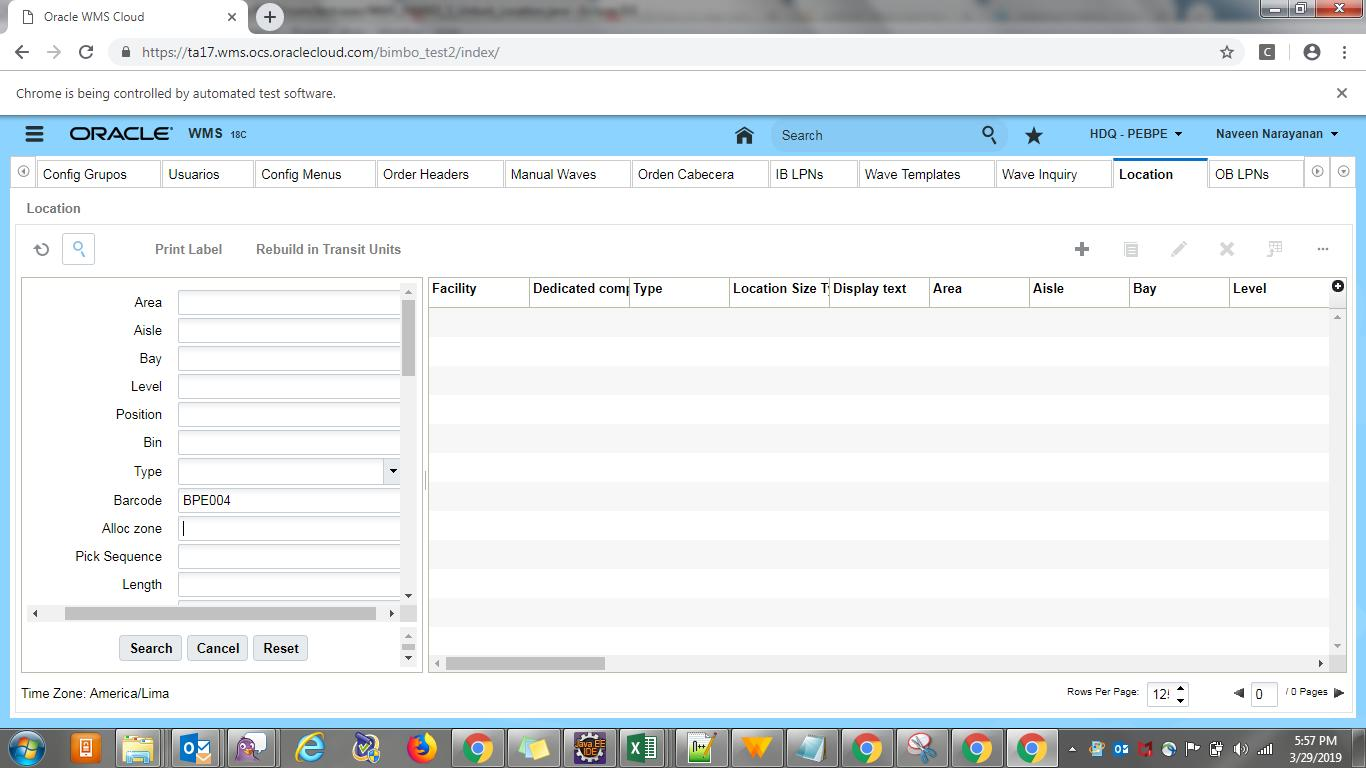 Oracle WMS Cloud
https://ta17.wms.ocs.oraclecloud.com/bimbo_test2/index/
Chrome is being controlled by automated test software.
ORACLE WMS 18C Search HDQ - PEBPE Naveen Narayanan
Config Grupos Usuarios Config Menus Order Headers Manual Waves Orden Cabecera IB LPNs Wave Templates Wave Inquiry Location OB LPNs
Location
Print Label Rebuild in Transit Units
Facility Dedicated comp Type Location Size Ty Display text Area Aisle Bay Level
Area
Aisle
Bay
Level
Position
Bin
Type
Barcode BPE004
Alloc zone
Pick Sequence
Length
Search Cancel Reset
Time Zone: America/Lima Rows Per Page: 125 0 / 0 Pages
5:57 PM
3/29/2019